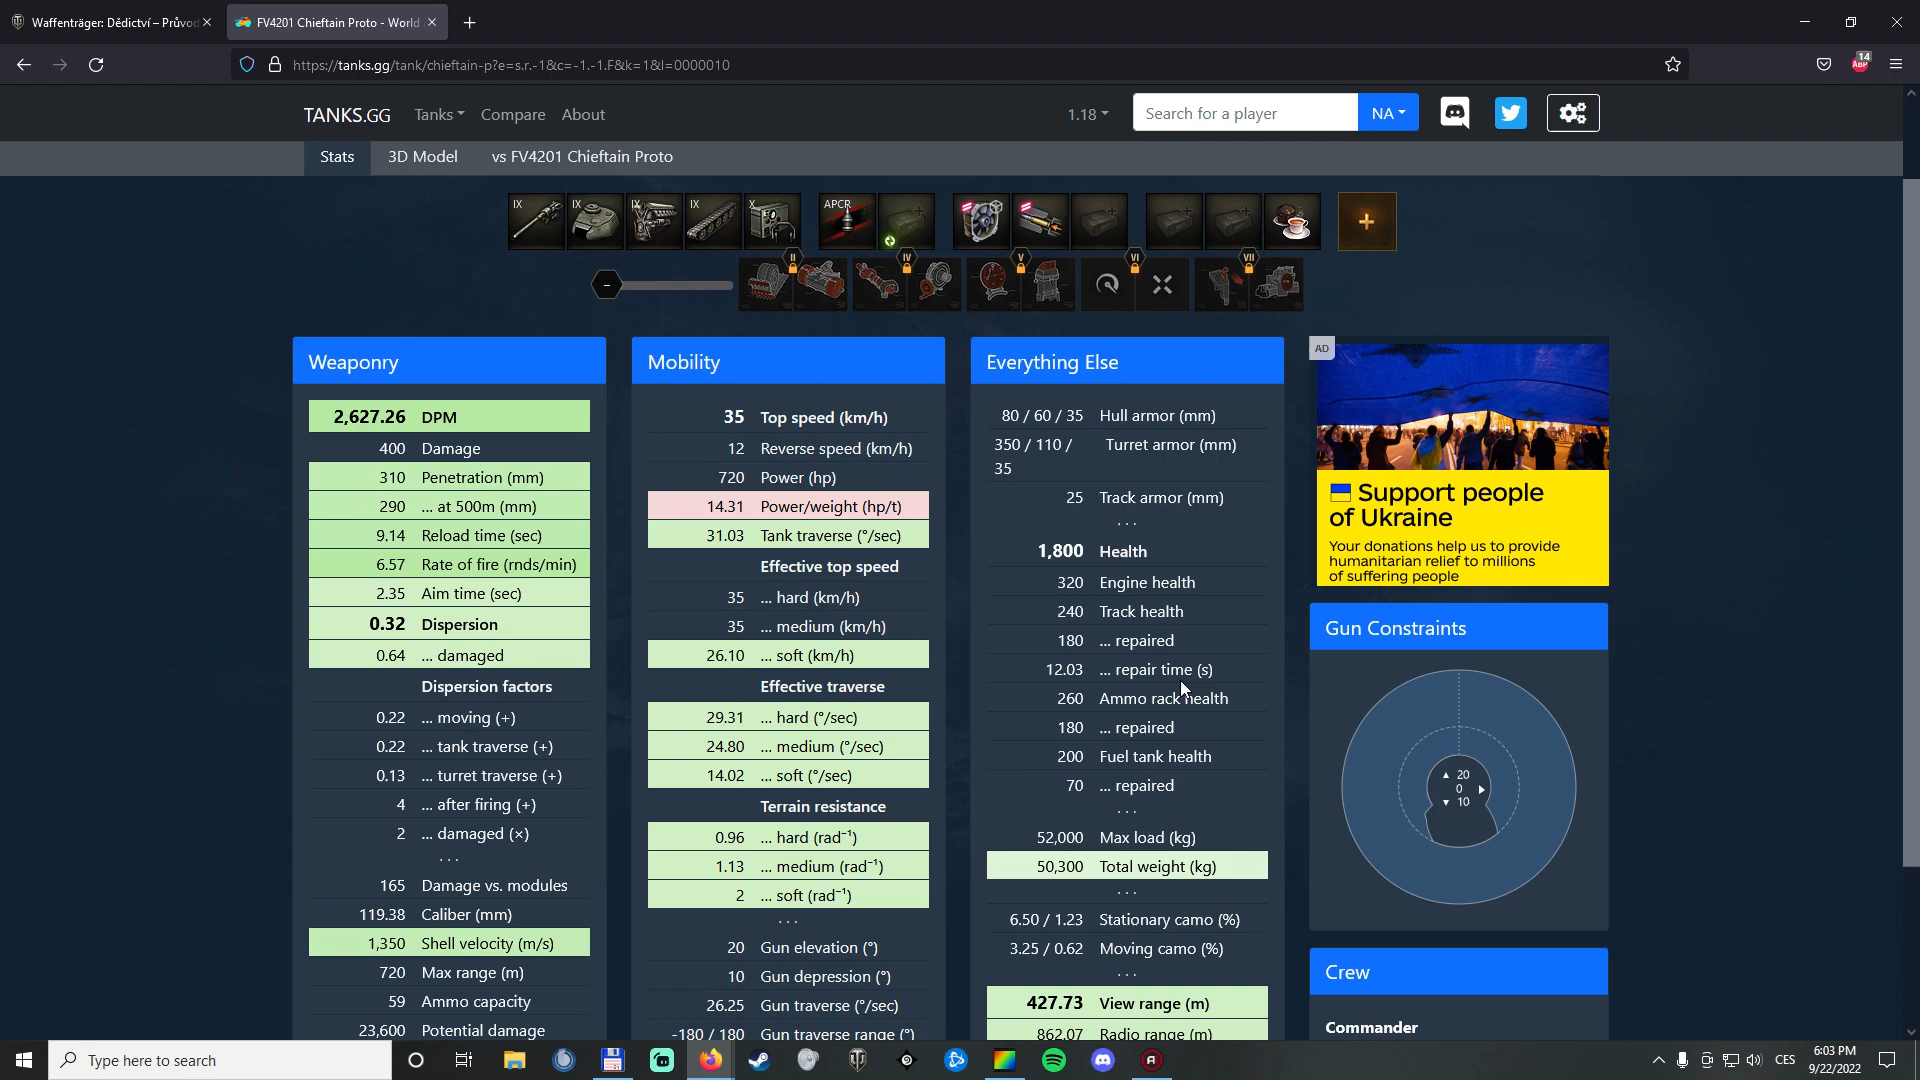 Waffenträger: Dědictví – Průvod
FV4201 Chieftain Proto - World
https://tanks.gg/tank/chieftain-p?e=s.r.-1&c=-1.-1.F&k=1&l=0000010
14
ABP
TANKS.GG
Tanks
Compare
About
1.18
Search for a player
NA
Stats
3D Model
vs FV4201 Chieftain Proto
IX
IX
IX
IX
X
APCR
II
IV
V
VI
VII
Weaponry
2,627.26 DPM
400 Damage
310 Penetration (mm)
290 ... at 500m (mm)
9.14 Reload time (sec)
6.57 Rate of fire (rnds/min)
2.35 Aim time (sec)
0.32 Dispersion
0.64 ... damaged
Dispersion factors
0.22 ... moving (+)
0.22 ... tank traverse (+)
0.13 ... turret traverse (+)
4 ... after firing (+)
2 ... damaged (×)
...
165 Damage vs. modules
119.38 Caliber (mm)
1,350 Shell velocity (m/s)
720 Max range (m)
59 Ammo capacity
23,600 Potential damage
Mobility
35 Top speed (km/h)
12 Reverse speed (km/h)
720 Power (hp)
14.31 Power/weight (hp/t)
31.03 Tank traverse (°/sec)
Effective top speed
35 ... hard (km/h)
35 ... medium (km/h)
26.10 ... soft (km/h)
Effective traverse
29.31 ... hard (°/sec)
24.80 ... medium (°/sec)
14.02 ... soft (°/sec)
Terrain resistance
0.96 ... hard (rad⁻¹)
1.13 ... medium (rad⁻¹)
2 ... soft (rad⁻¹)
...
20 Gun elevation (°)
10 Gun depression (°)
26.25 Gun traverse (°/sec)
-180 / 180 Gun traverse range (°)
Everything Else
80 / 60 / 35 Hull armor (mm)
350 / 110 / Turret armor (mm)
35
25 Track armor (mm)
...
1,800 Health
320 Engine health
240 Track health
180 ... repaired
12.03 ... repair time (s)
260 Ammo rack health
180 ... repaired
200 Fuel tank health
70 ... repaired
...
52,000 Max load (kg)
50,300 Total weight (kg)
...
6.50 / 1.23 Stationary camo (%)
3.25 / 0.62 Moving camo (%)
...
427.73 View range (m)
862.07 Radio range (m)
AD
Support people
of Ukraine
Your donations help us to provide
humanitarian relief to millions
of suffering people
Gun Constraints
▲ 20
0 ▶
▼ 10
Crew
Commander
Type here to search
CES
6:03 PM
9/22/2022